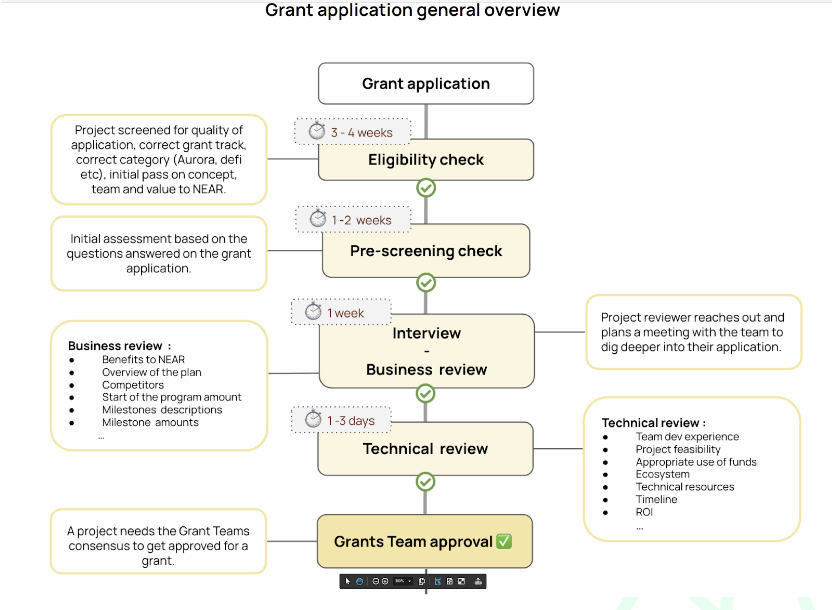 Grant application general overview
Grant application
3 - 4 weeks
Eligibility check
Project screened for quality of
application, correct grant track,
correct category (Aurora, defi
etc), initial pass on concept,
team and value to NEAR.
1 -2 weeks
Pre-screening check
Initial assessment based on the
questions answered on the grant
application.
1 week
Interview
-
Business review
Project reviewer reaches out and
plans a meeting with the team to
dig deeper into their application.
Business review :
● Benefits to NEAR
● Overview of the plan
● Competitors
● Start of the program amount
● Milestones descriptions
● Milestone amounts
...
1 -3 days
Technical review
Technical review :
● Team dev experience
● Project feasibility
● Appropriate use of funds
● Ecosystem
● Technical resources
● Timeline
● ROI
...
Grants Team approval ✅
A project needs the Grant Teams
consensus to get approved for a
grant.